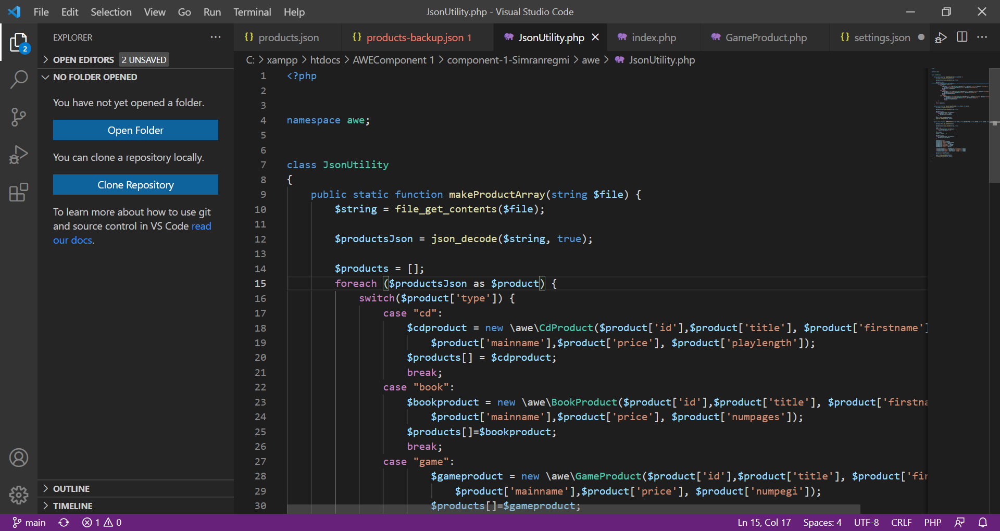 File Edit Selection View Go Run Terminal Help
JsonUtility.php - Visual Studio Code
EXPLORER
OPEN EDITORS 2 UNSAVED
NO FOLDER OPENED
You have not yet opened a folder.
Open Folder
You can clone a repository locally.
Clone Repository
To learn more about how to use git
and source control in VS Code read
our docs.
OUTLINE
TIMELINE
{} products.json {} products-backup.json 1 JsonUtility.php index.php GameProduct.php {} settings.json
C: > xampp > htdocs > AWEComponent 1 > component-1-Simranregmi > awe > JsonUtility.php
1 <?php
2
3
4 namespace awe;
5
6
7 class JsonUtility
8 {
9 public static function makeProductArray(string $file) {
10 $string = file_get_contents($file);
11
12 $productsJson = json_decode($string, true);
13
14 $products = [];
15 foreach ($productsJson as $product) {
16 switch($product['type']) {
17 case "cd":
18 $cdproduct = new \awe\CdProduct($product['id'],$product['title'], $product['firstname']
19 $product['mainname'],$product['price'], $product['playlength']);
20 $products[] = $cdproduct;
21 break;
22 case "book":
23 $bookproduct = new \awe\BookProduct($product['id'],$product['title'], $product['firstna
24 $product['mainname'],$product['price'], $product['numpages']);
25 $products[]=$bookproduct;
26 break;
27 case "game":
28 $gameproduct = new \awe\GameProduct($product['id'],$product['title'], $product['fir
29 $product['mainname'],$product['price'], $product['numpegi']);
30 $products[]=$gameproduct;
main 1 0 Ln 15, Col 17 Spaces: 4 UTF-8 CRLF PHP
2